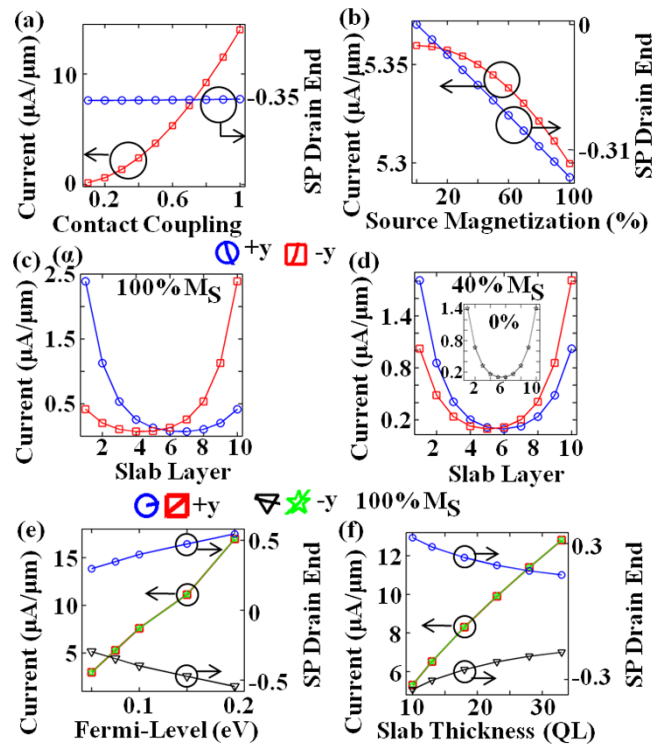 (a)
Current (μA/μm)
10
0
0.2 0.6 1
Contact Coupling
-0.35
SP Drain End
(b)
Current (μA/μm)
5.35
5.3
20 60 100
Source Magnetization (%)
0
-0.31
SP Drain End
+y -y
(c) (α)
100% MS
Current (μA/μm)
2.5
1.5
0.5
0 2 4 6 8 10
Slab Layer
(d)
40% MS
Current (μA/μm)
1.4
0.8
0.2
2 4 6 8 10
Slab Layer
0%
1.4
0.8
0.2
2 6 10
+y -y 100% MS
(e)
Current (μA/μm)
15
10
5
0.1 0.2
Fermi-Level (eV)
0.5
0
-0.5
SP Drain End
(f)
Current (μA/μm)
12
10
8
6
10 20 30
Slab Thickness (QL)
0.3
-0.3
SP Drain End